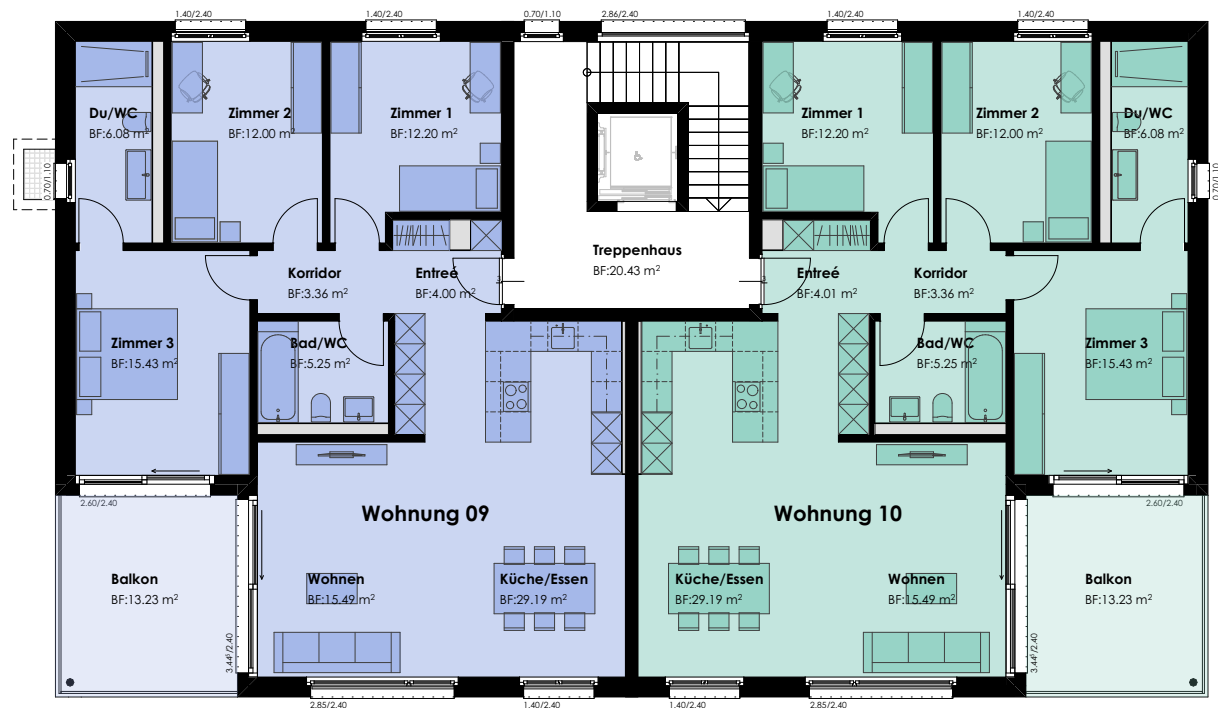 1.40/2.40
1.40/2.40
0.70/1.10
2.86/2.40
1.40/2.40
1.40/2.40
Du/WC
BF:6.08 m²
Zimmer 2
BF:12.00 m²
Zimmer 1
BF:12.20 m²
Zimmer 1
BF:12.20 m²
Zimmer 2
BF:12.00 m²
Du/WC
BF:6.08 m²
0.70/1.10
0.70/1.10
Treppenhaus
BF:20.43 m²
Korridor
BF:3.36 m²
Entreé
BF:4.00 m²
3
3
Entreé
BF:4.01 m²
Korridor
BF:3.36 m²
Zimmer 3
BF:15.43 m²
Bad/WC
BF:5.25 m²
Bad/WC
BF:5.25 m²
Zimmer 3
BF:15.43 m²
2.60/2.40
2.60/2.40
Wohnung 09
Wohnung 10
Balkon
BF:13.23 m²
Wohnen
BF:15.49 m²
Küche/Essen
BF:29.19 m²
Küche/Essen
BF:29.19 m²
Wohnen
BF:15.49 m²
Balkon
BF:13.23 m²
3.44⁵/2.40
3.44⁵/2.40
2.85/2.40
1.40/2.40
1.40/2.40
2.85/2.40